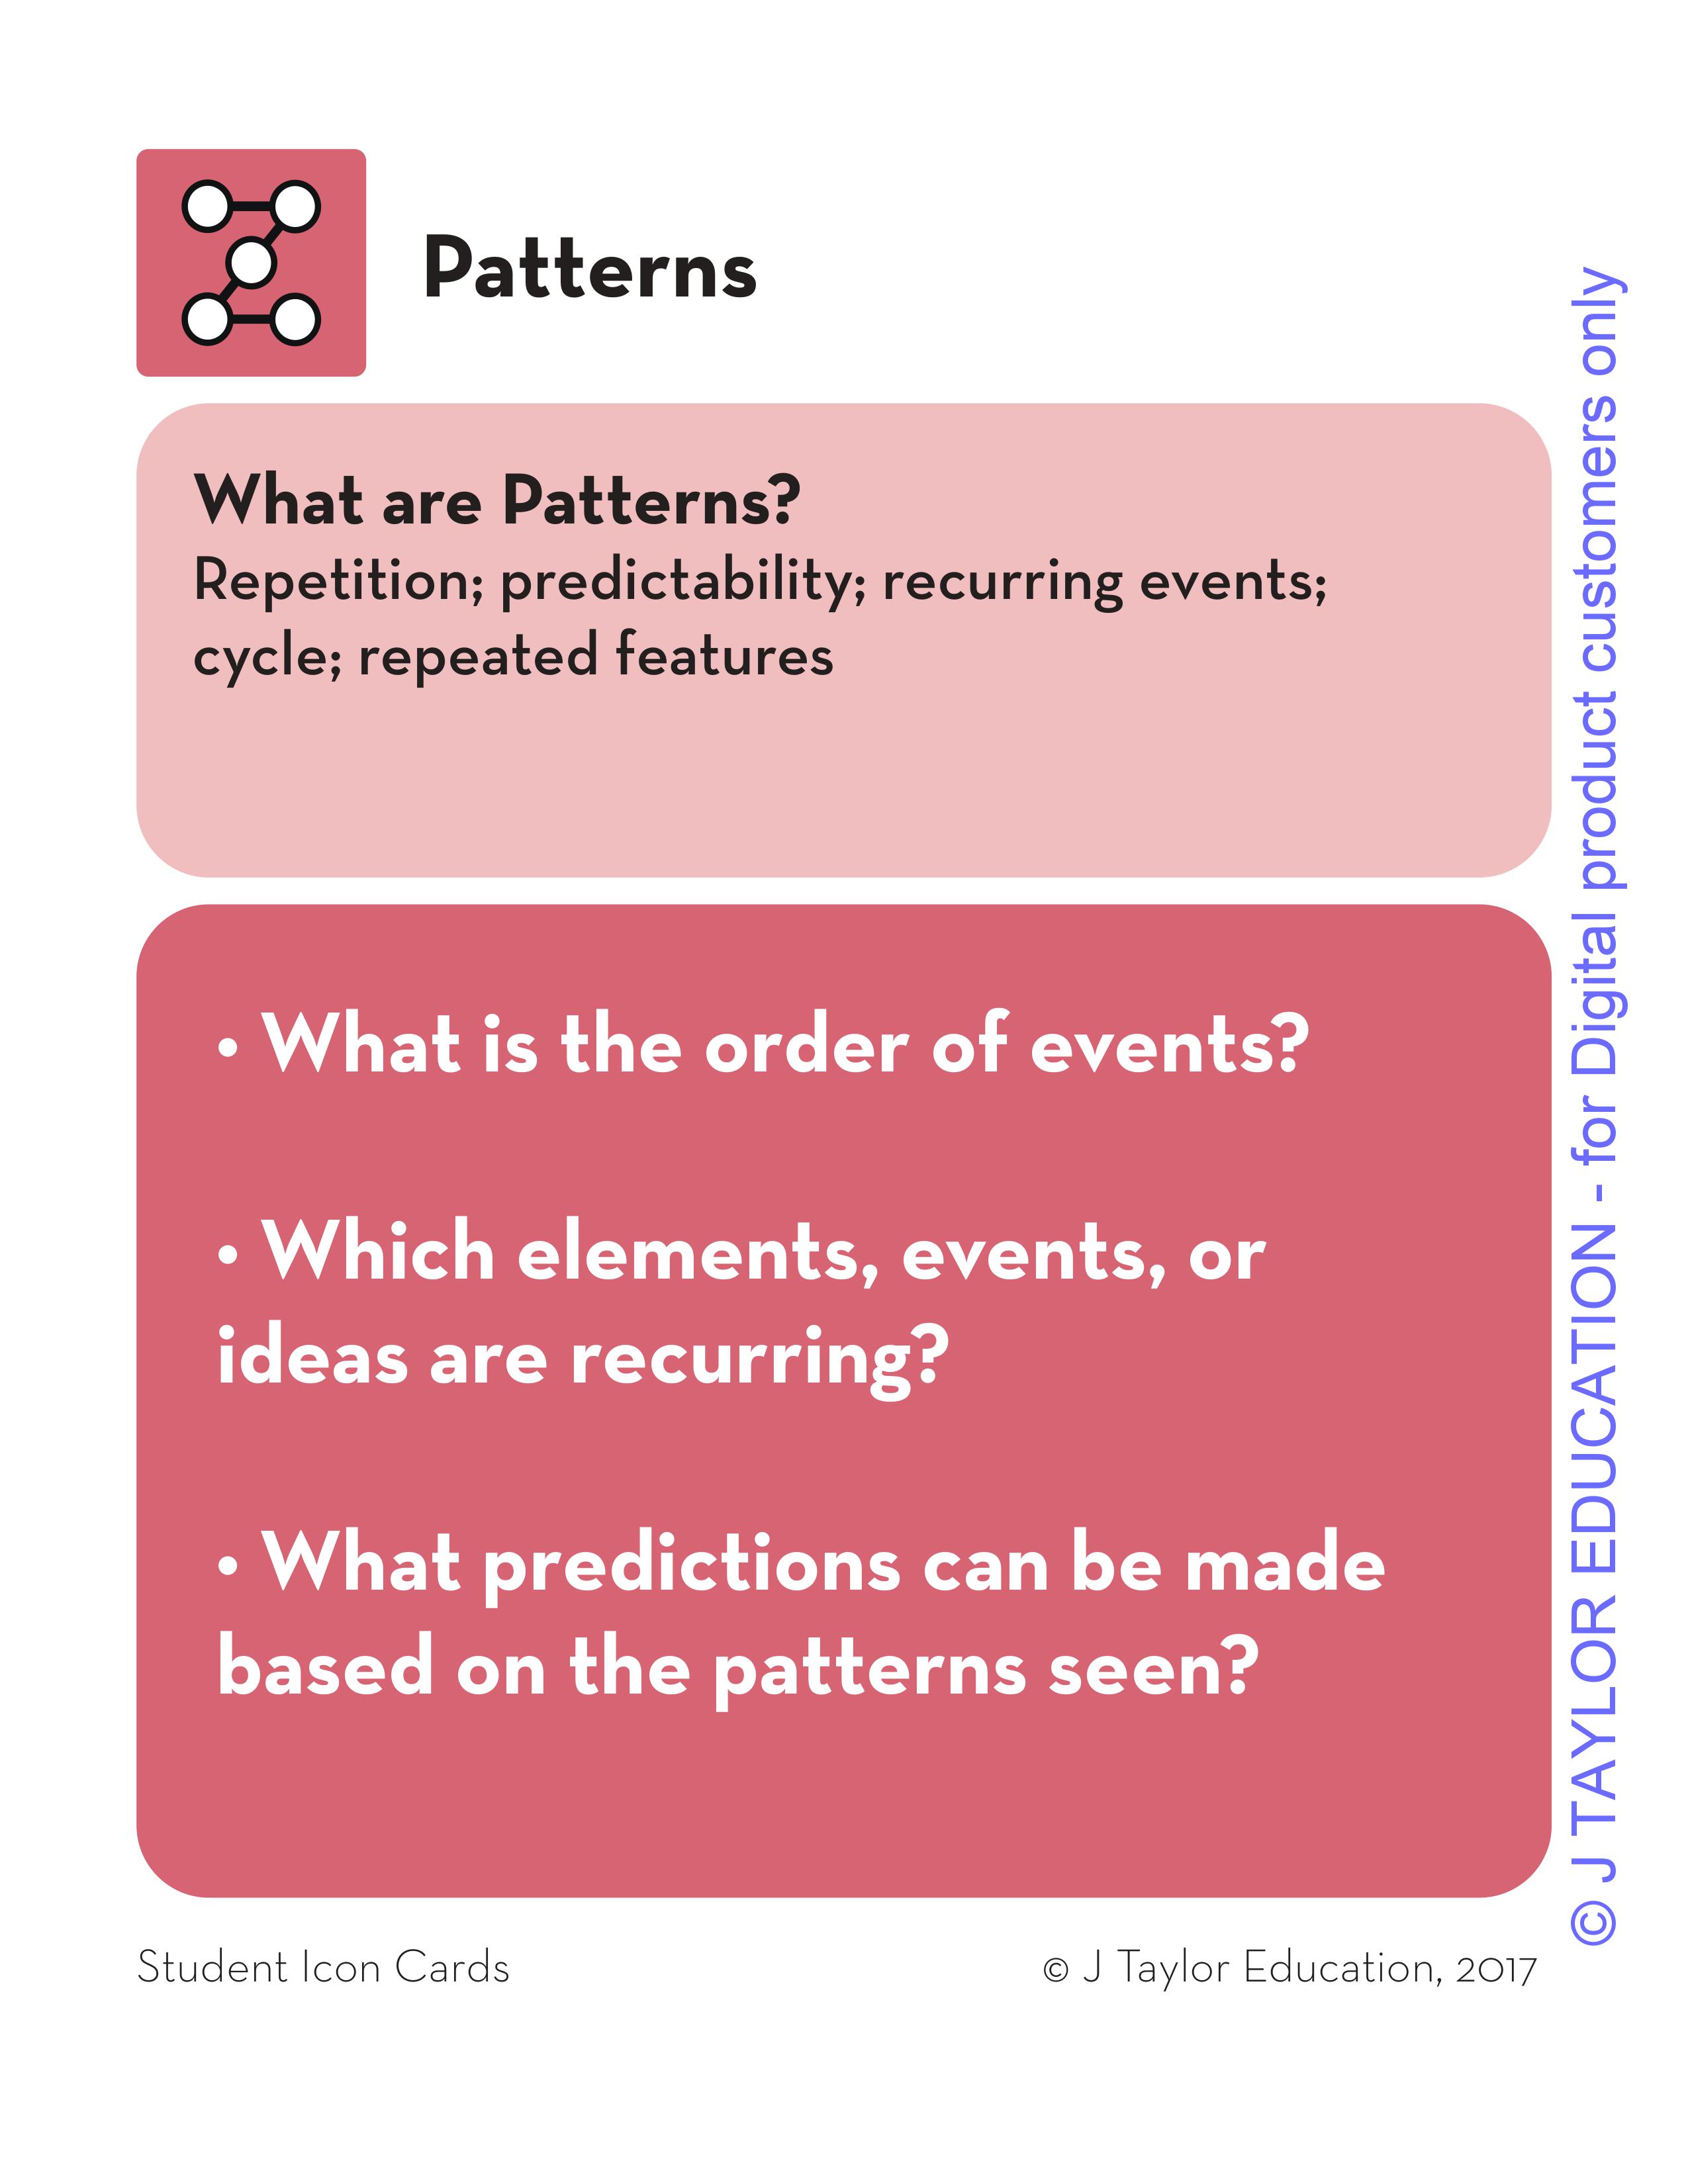 Patterns
What are Patterns?
Repetition; predictability; recurring events;
cycle; repeated features
• What is the order of events?
• Which elements, events, or
ideas are recurring?
• What predictions can be made
based on the patterns seen?
Student Icon Cards
© J Taylor Education, 2017
© J TAYLOR EDUCATION - for Digital product customers only